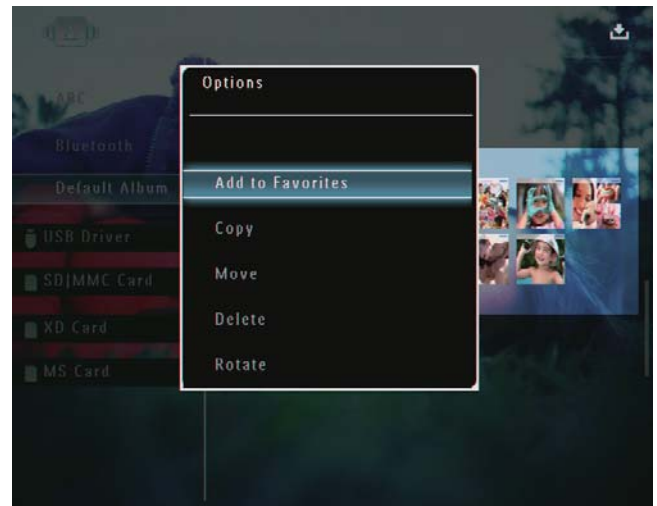 Options
ABC
Bluetooth
Default Album
USB Driver
SD|MMC Card
XD Card
MS Card
Add to Favorites
Copy
Move
Delete
Rotate